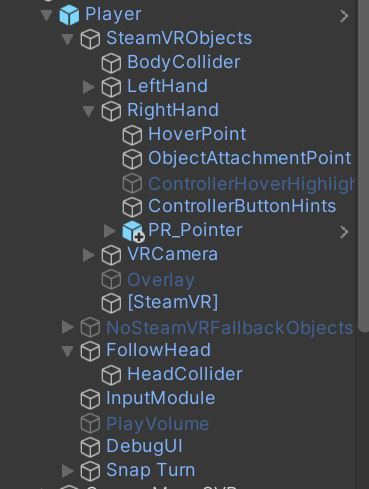 Player
SteamVRObjects
BodyCollider
LeftHand
RightHand
HoverPoint
ObjectAttachmentPoint
ControllerHoverHighligh
ControllerButtonHints
PR_Pointer
VRCamera
Overlay
[SteamVR]
NoSteamVRFallbackObjects
FollowHead
HeadCollider
InputModule
PlayVolume
DebugUI
Snap Turn